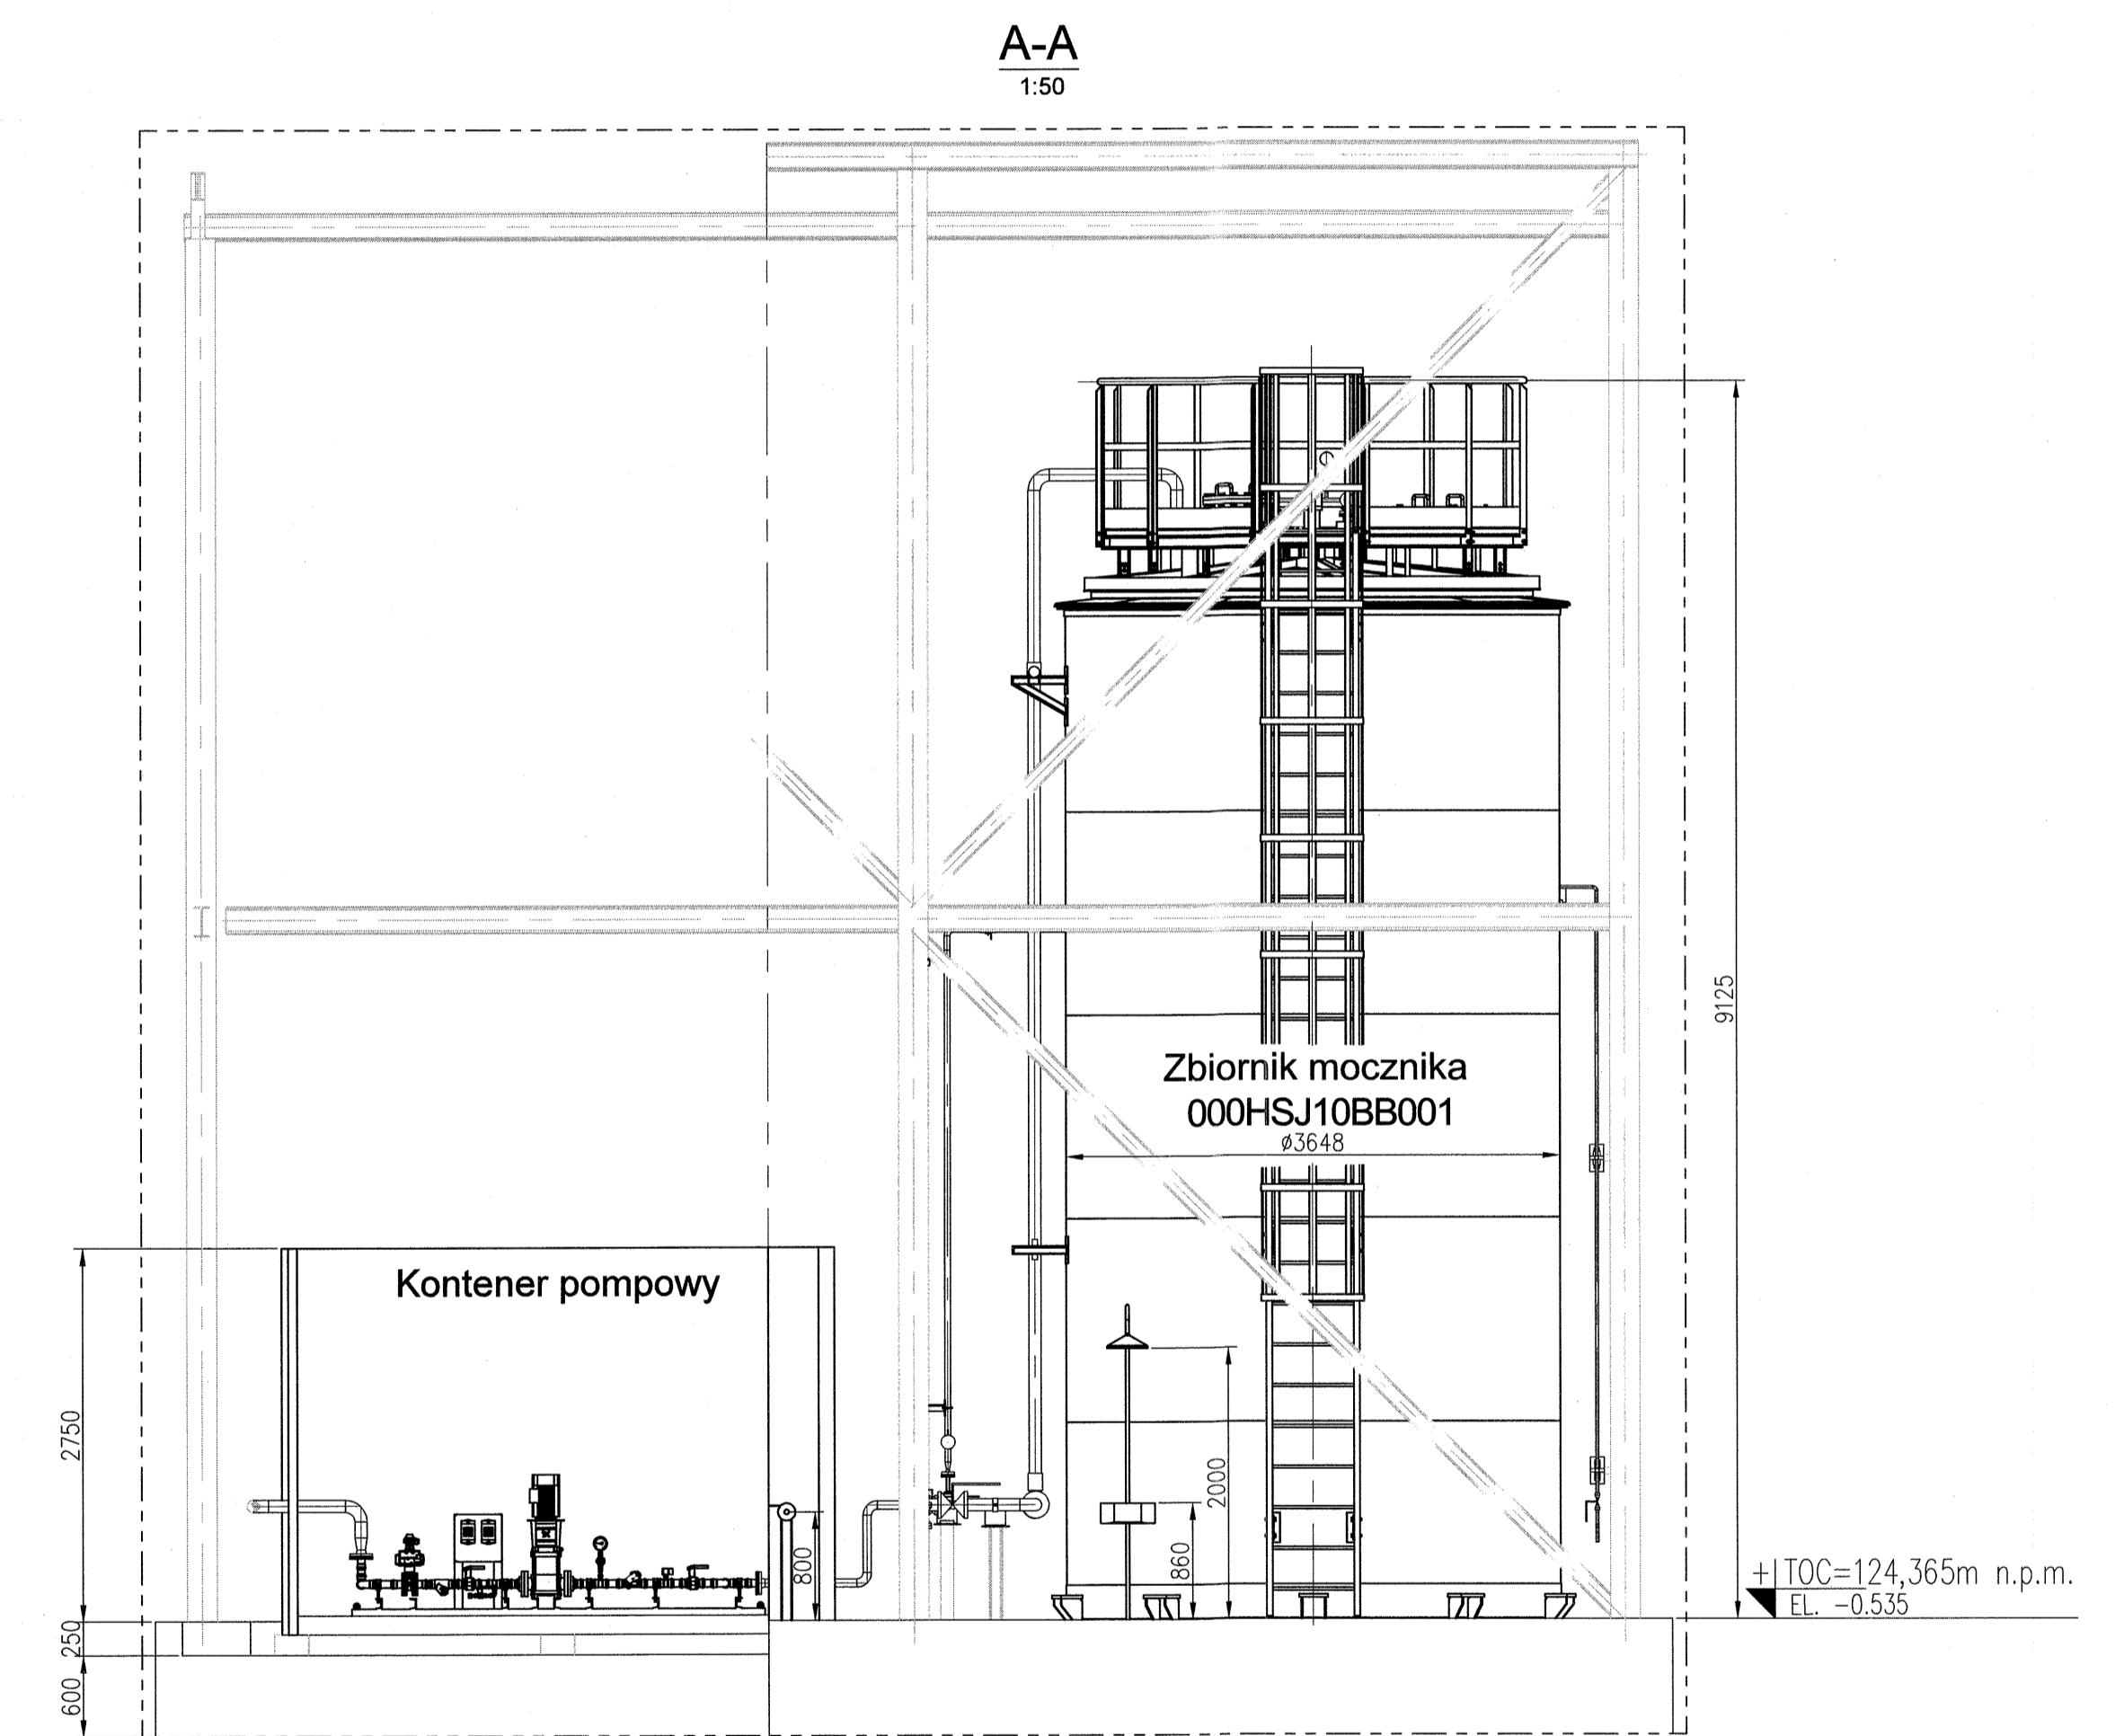 A-A
1:50
9125
Zbiornik mocznika
000HSJ10BB001
ø3648
Kontener pompowy
2750
2000
860
800
TOC=124,365m n.p.m.
EL. -0.535
250
600